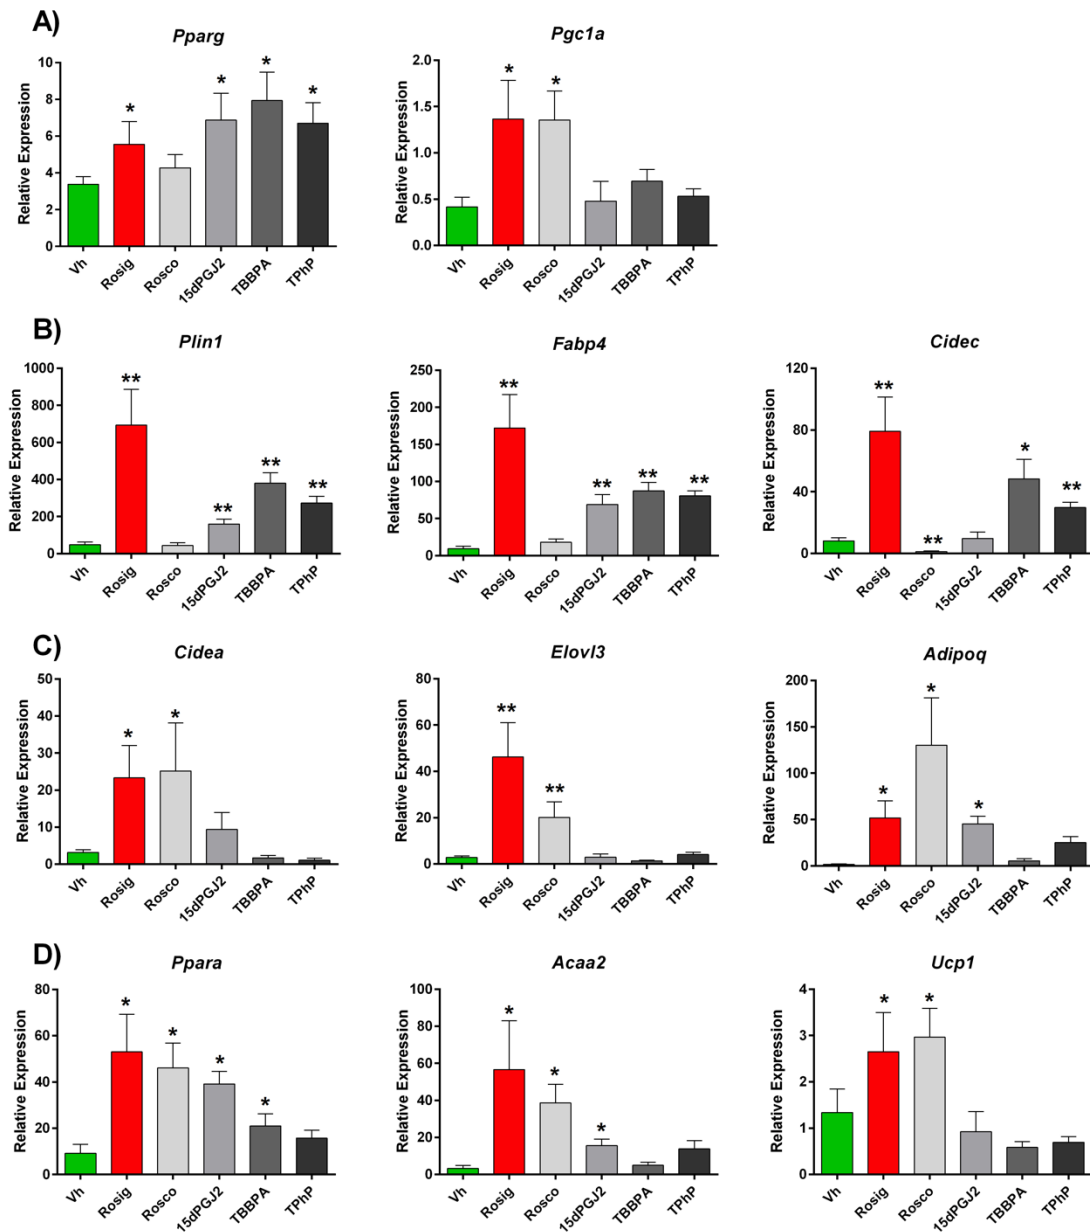 A)
Pparg
Relative Expression
10
8
6
4
2
0
* * * *
Vh Rosig Rosco 15dPGJ2 TBBPA TPhP
Pgc1a
Relative Expression
2.0
1.5
1.0
0.5
0.0
* *
Vh Rosig Rosco 15dPGJ2 TBBPA TPhP
B)
Plin1
Relative Expression
1000
800
600
400
200
0
** ** ** **
Vh Rosig Rosco 15dPGJ2 TBBPA TPhP
Fabp4
Relative Expression
250
200
150
100
50
0
** ** ** **
Vh Rosig Rosco 15dPGJ2 TBBPA TPhP
Cidec
Relative Expression
120
80
40
0
** ** * **
Vh Rosig Rosco 15dPGJ2 TBBPA TPhP
C)
Cidea
Relative Expression
50
40
30
20
10
0
* *
Vh Rosig Rosco 15dPGJ2 TBBPA TPhP
Elovl3
Relative Expression
80
60
40
20
0
** **
Vh Rosig Rosco 15dPGJ2 TBBPA TPhP
Adipoq
Relative Expression
200
150
100
50
0
* * *
Vh Rosig Rosco 15dPGJ2 TBBPA TPhP
D)
Ppara
Relative Expression
80
60
40
20
0
* * * *
Vh Rosig Rosco 15dPGJ2 TBBPA TPhP
Acaa2
Relative Expression
100
80
60
40
20
0
* * *
Vh Rosig Rosco 15dPGJ2 TBBPA TPhP
Ucp1
Relative Expression
4
3
2
1
0
* *
Vh Rosig Rosco 15dPGJ2 TBBPA TPhP